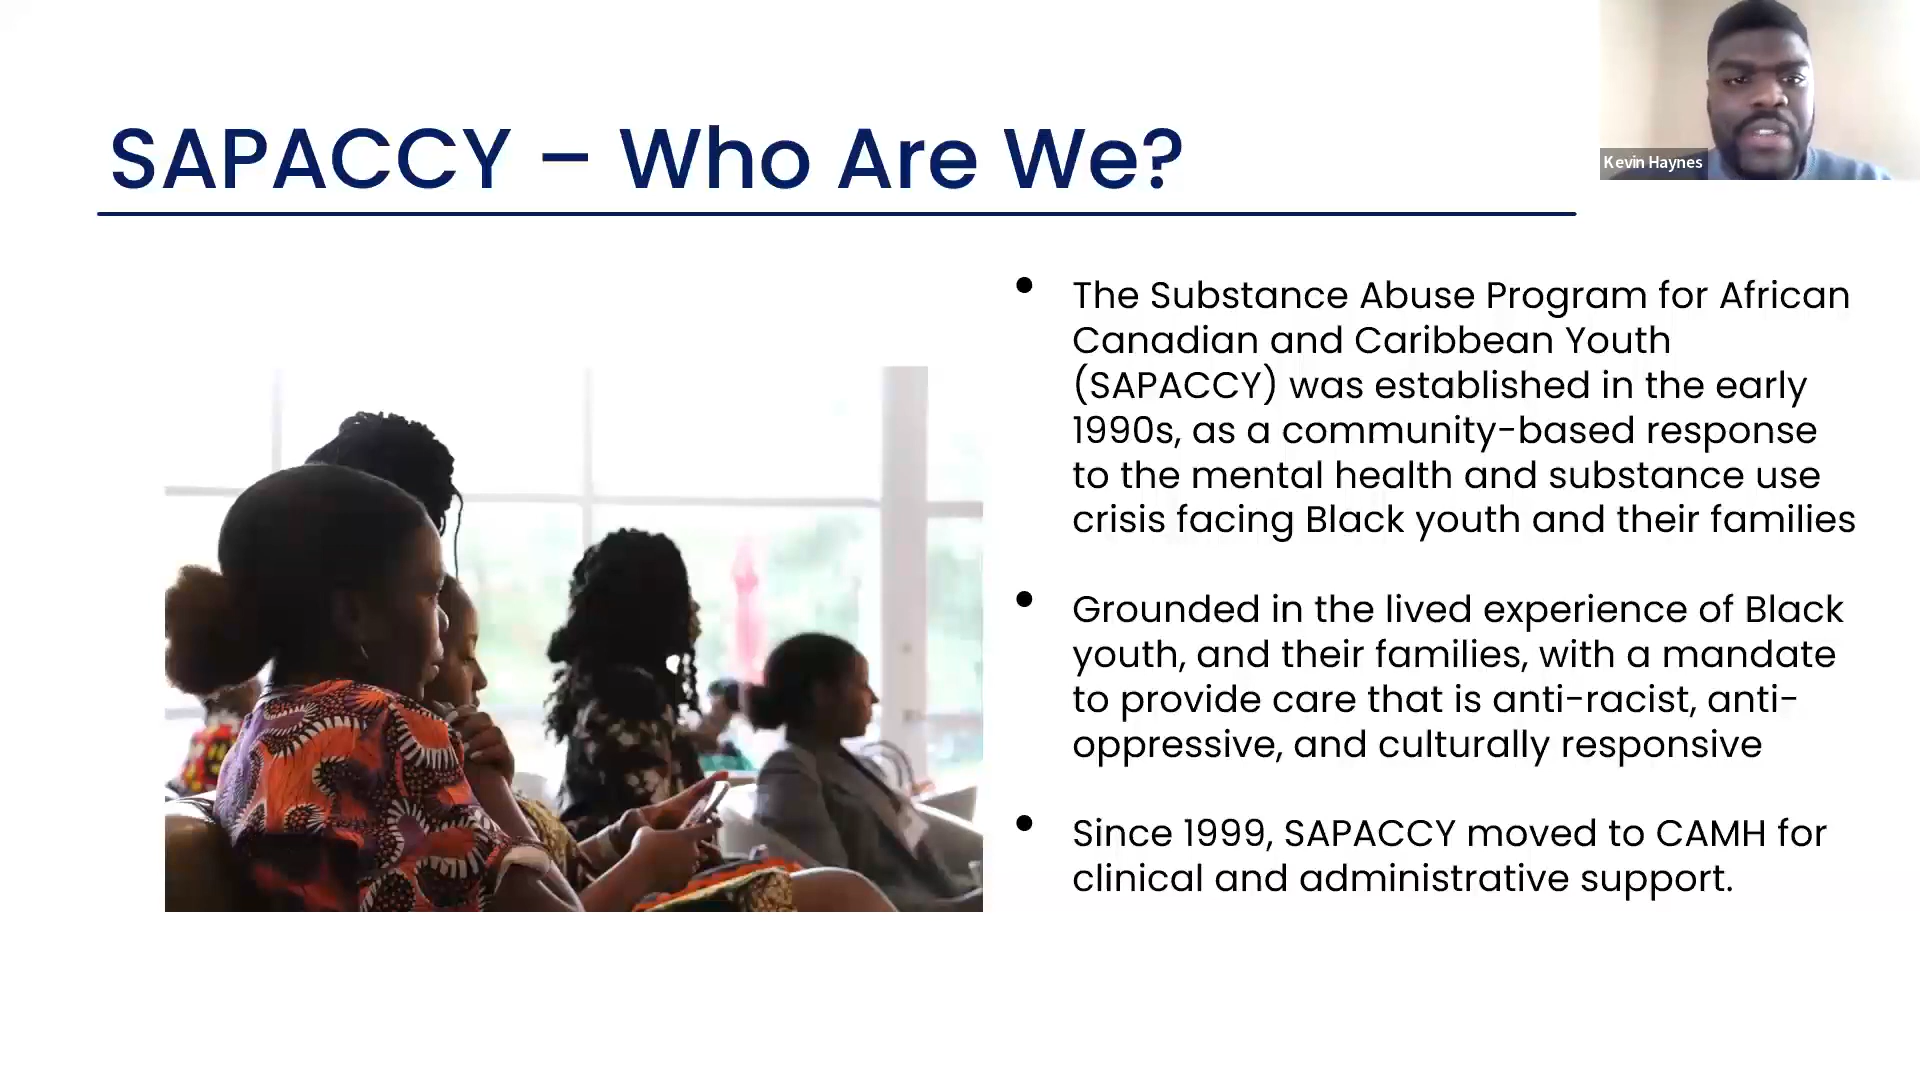 SAPACCY – Who Are We?
Kevin Haynes
• The Substance Abuse Program for African
Canadian and Caribbean Youth
(SAPACCY) was established in the early
1990s, as a community-based response
to the mental health and substance use
crisis facing Black youth and their families
• Grounded in the lived experience of Black
youth, and their families, with a mandate
to provide care that is anti-racist, anti-
oppressive, and culturally responsive
• Since 1999, SAPACCY moved to CAMH for
clinical and administrative support.